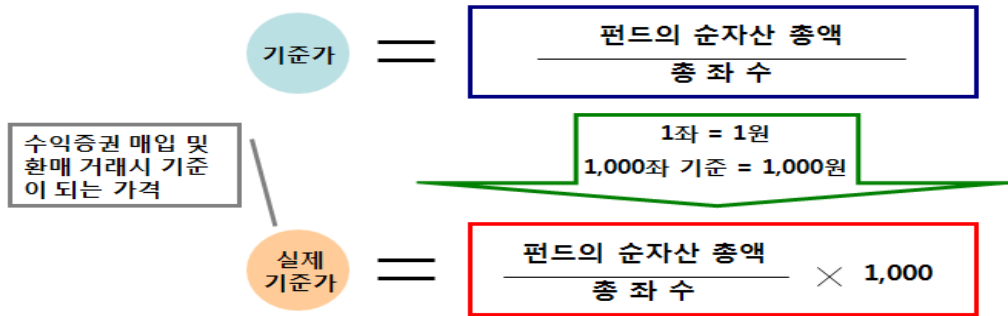 기준가
=
펀드의 순자산 총액
총 좌 수
수익증권 매입 및
환매 거래시 기준
이 되는 가격
1좌 = 1원
1,000좌 기준 = 1,000원
실제
기준가
=
펀드의 순자산 총액
총 좌 수
× 1,000